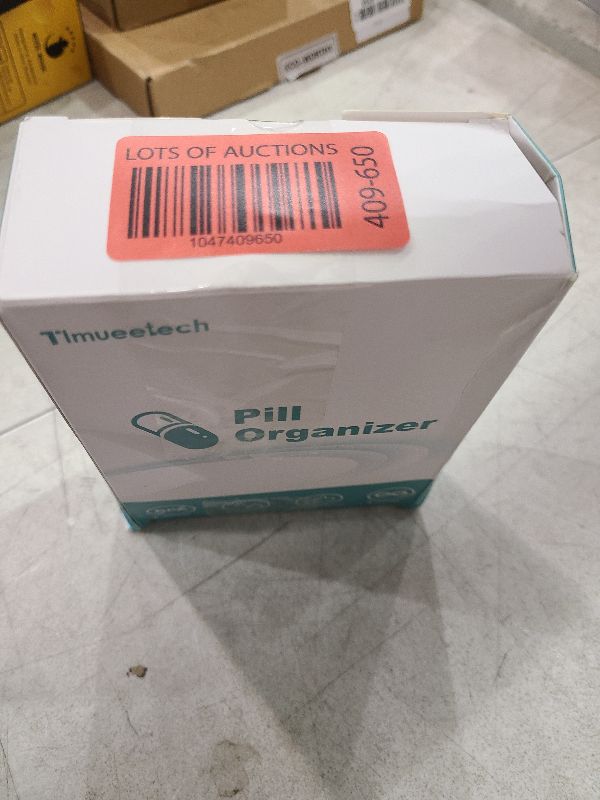 LOTS OF AUCTIONS
409-650
1047409650
Timueetech
Pill
Organizer